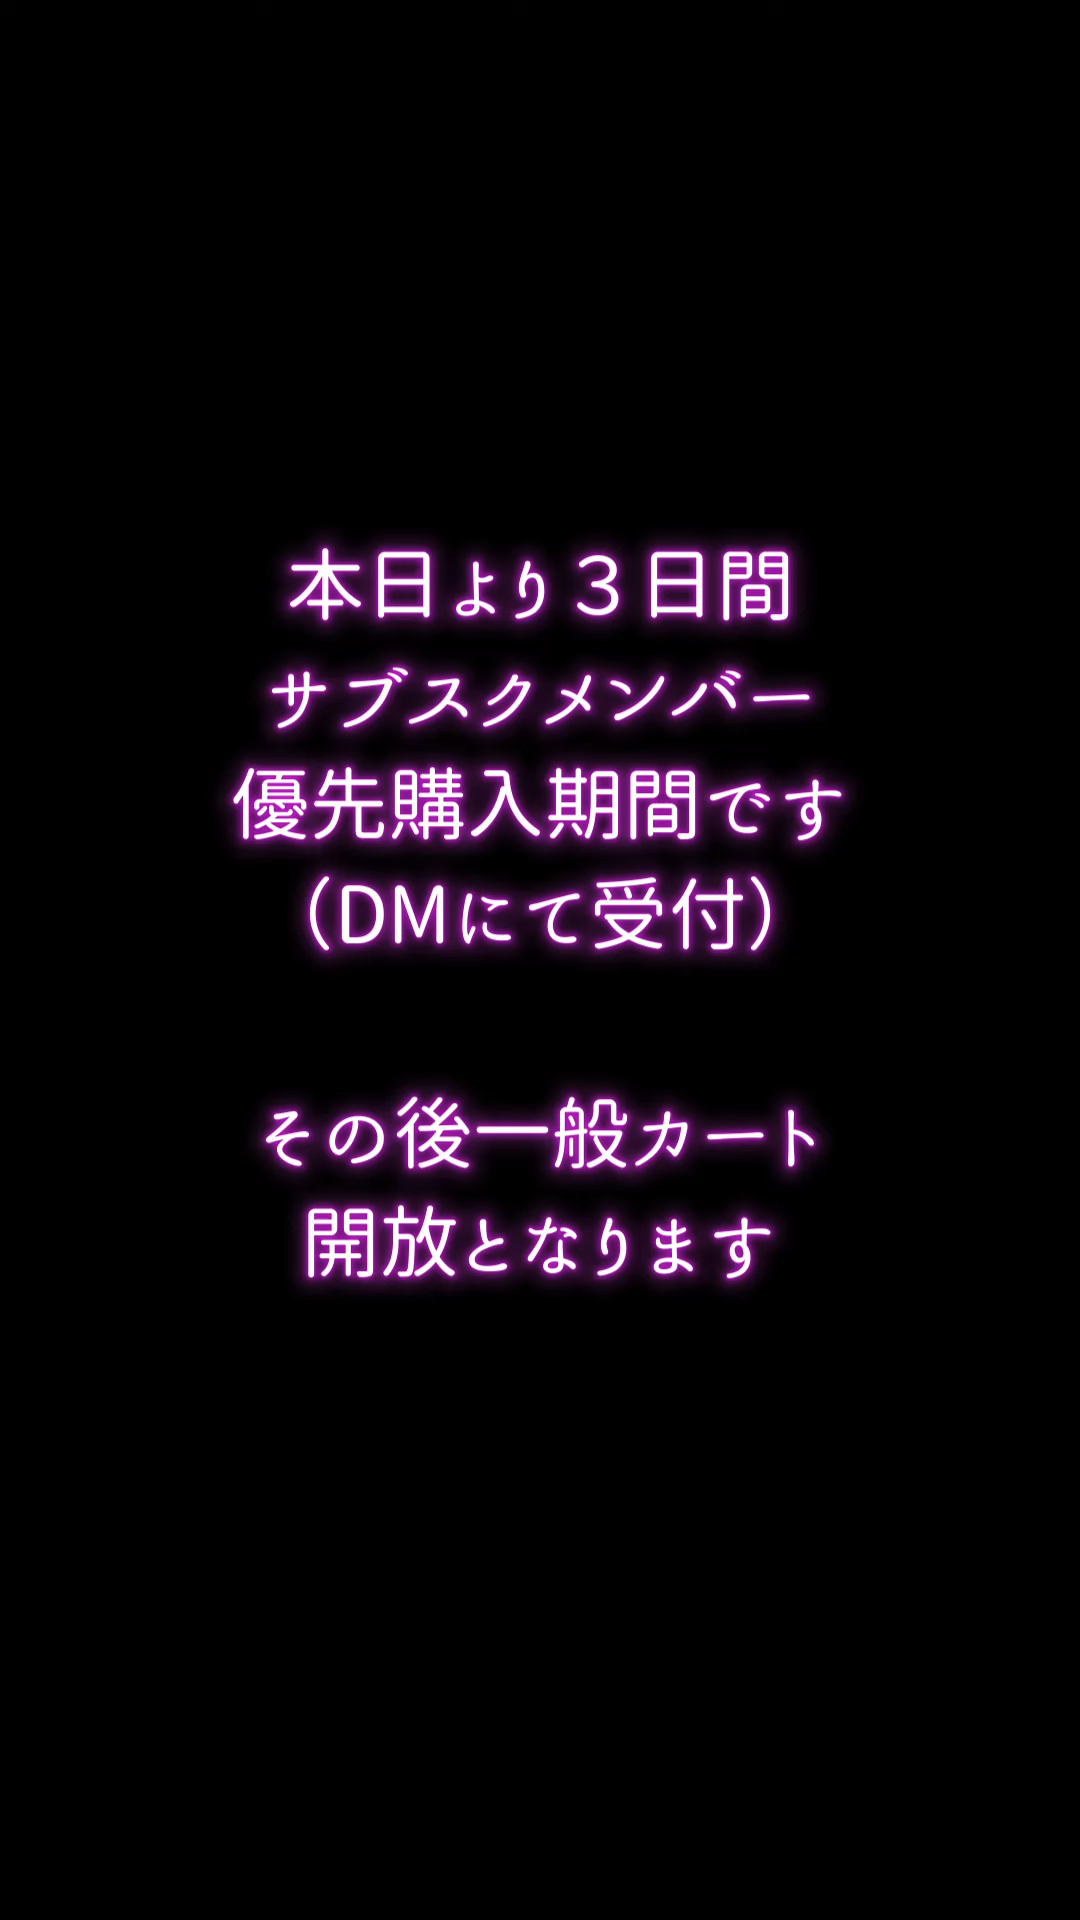 本日より３日間
サブスクメンバー
優先購入期間です
（DMにて受付）
その後一般カート
開放となります